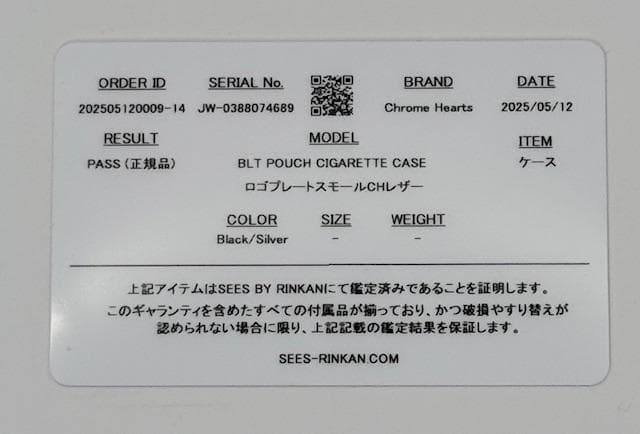 ORDER ID SERIAL No. BRAND DATE
202505120009-14 JW-0388074689 Chrome Hearts 2025/05/12
RESULT MODEL ITEM
PASS（正規品） BLT POUCH CIGARETTE CASE ケース
ロゴプレートスモールCHレザー
COLOR SIZE WEIGHT
Black/Silver - -
上記アイテムはSEES BY RINKANにて鑑定済みであることを証明します。
このギャランティを含めたすべての付属品が揃っており、かつ破損やすり替えが
認められない場合に限り、上記記載の鑑定結果を保証します。
SEES-RINKAN.COM